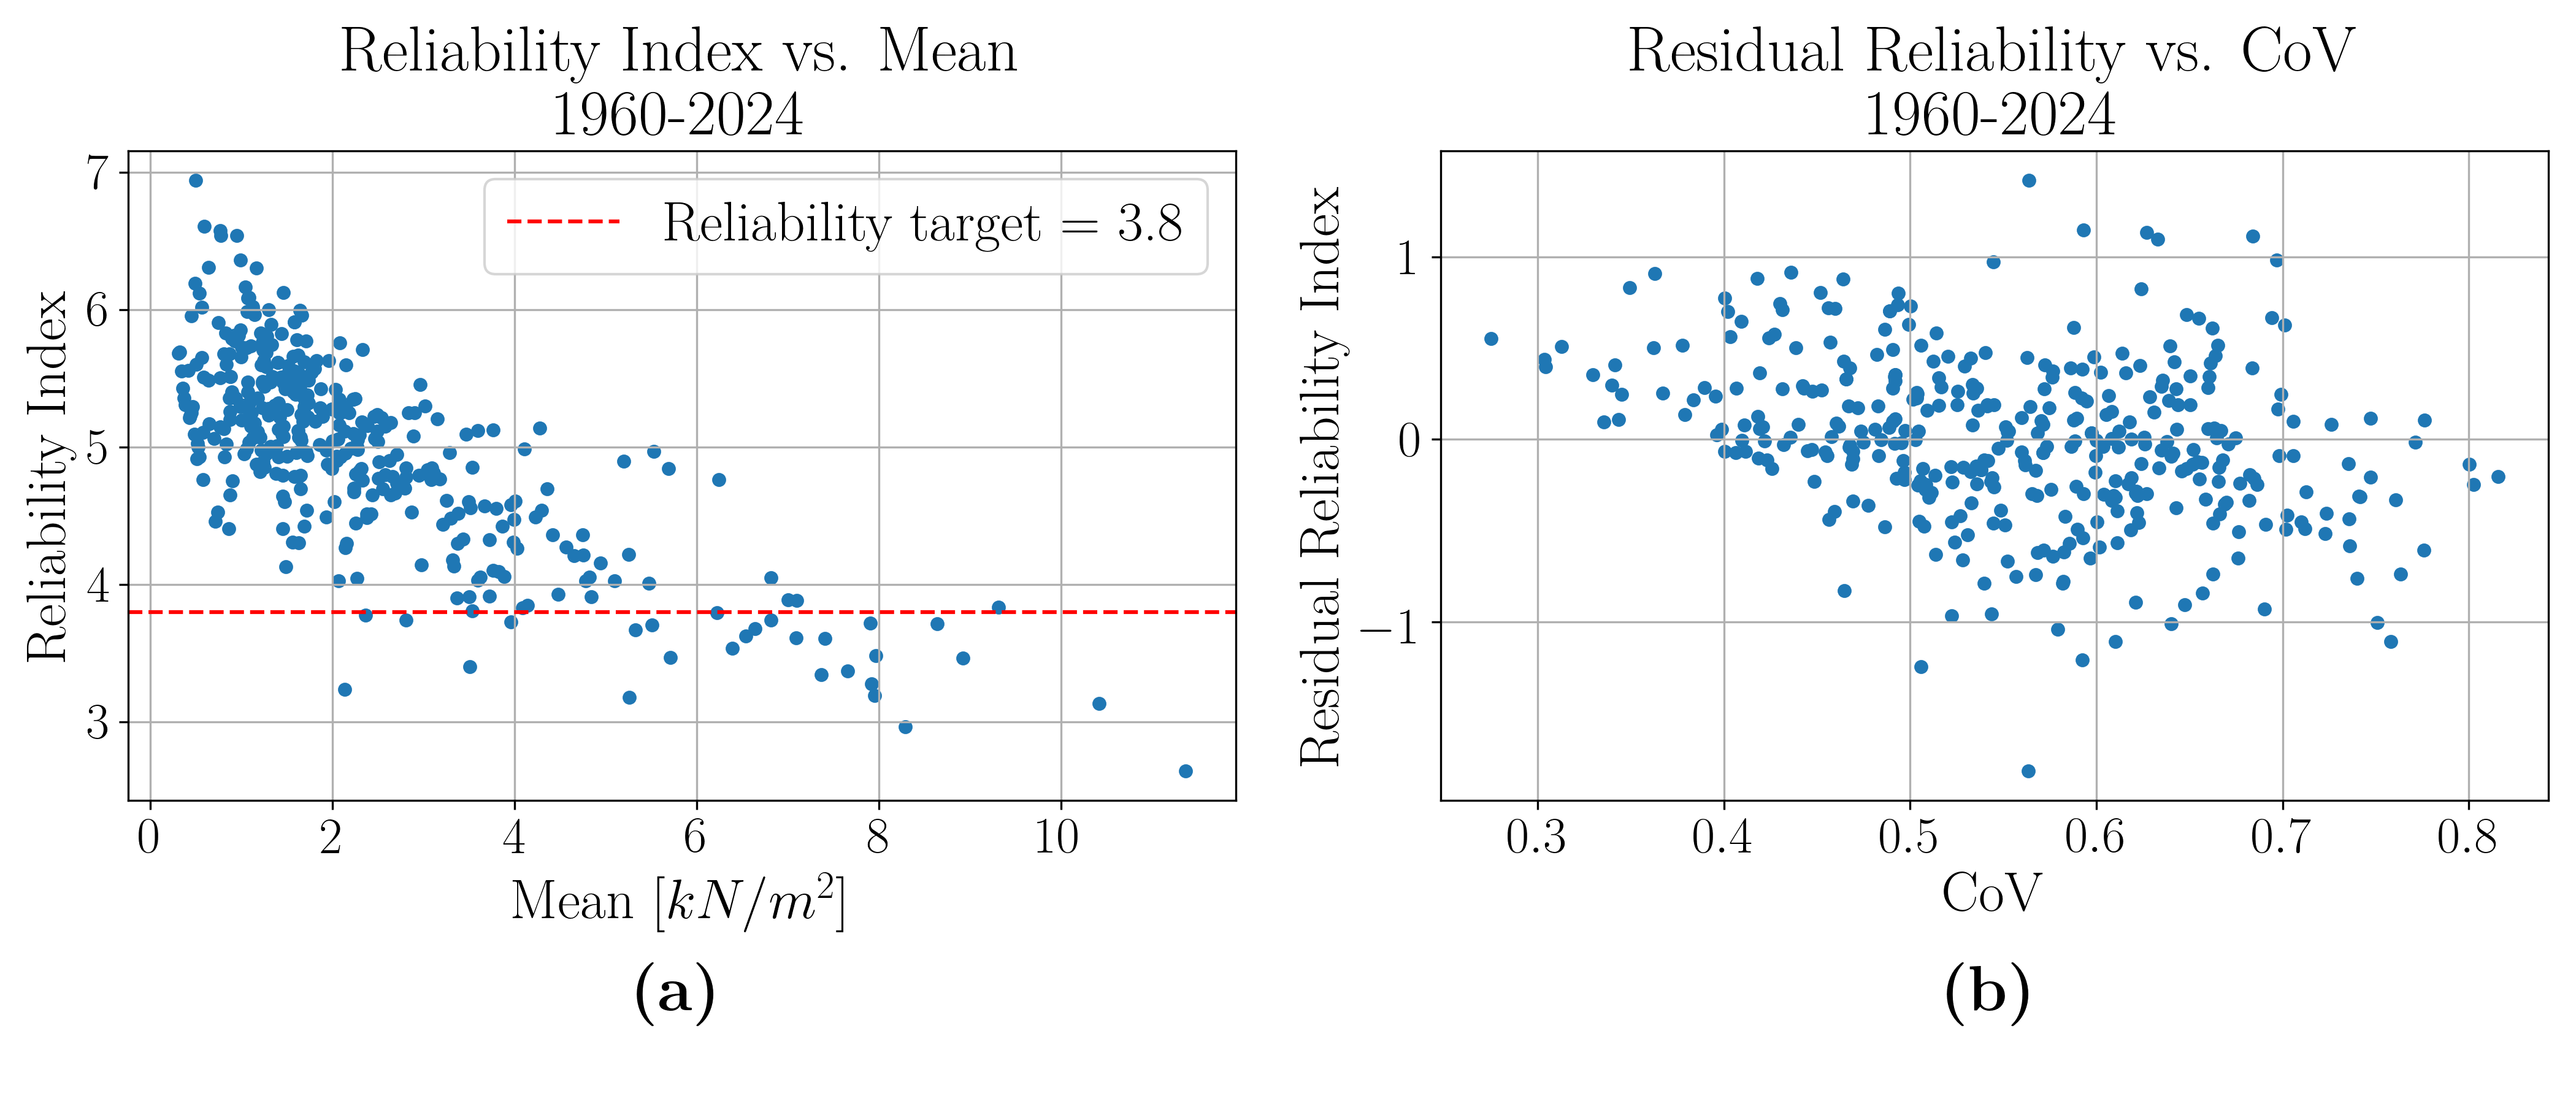 Reliability Index vs. Mean
1960-2024
Reliability Index
7
6
5
4
3
Reliability target = 3.8
0 2 4 6 8 10
Mean [kN/m²]
(a)
Residual Reliability vs. CoV
1960-2024
Residual Reliability Index
1
0
−1
0.3 0.4 0.5 0.6 0.7 0.8
CoV
(b)